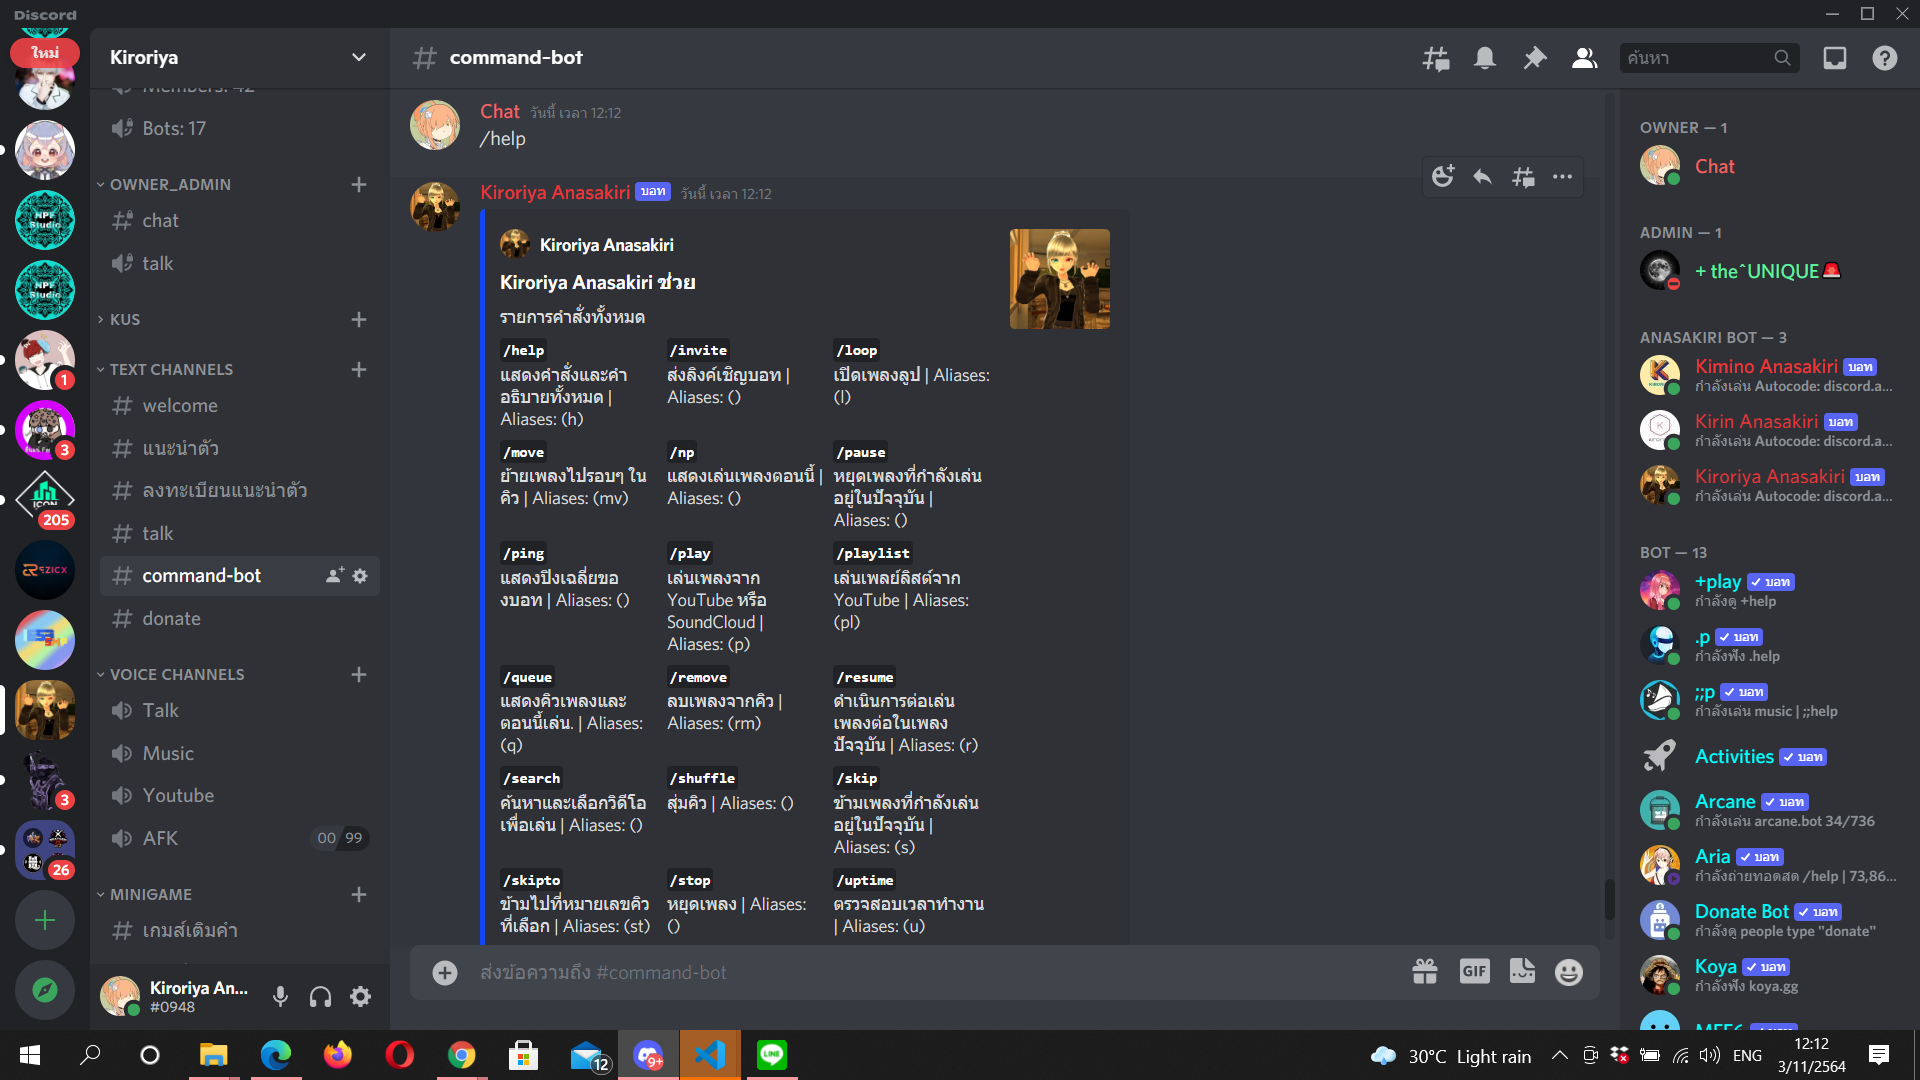 Discord
ใหม่
1
3
ICON
205
REZICX
3
26
NPF
Studio
NPF
Studio
Kiroriya
Members: 42
Bots: 17
OWNER_ADMIN
chat
talk
KUS
TEXT CHANNELS
welcome
แนะนำตัว
ลงทะเบียนแนะนำตัว
talk
command-bot
donate
VOICE CHANNELS
Talk
Music
Youtube
AFK
00 99
MINIGAME
เกมส์เติมคำ
Kiroriya An...
#0948
command-bot
ค้นหา
Chat วันนี้ เวลา 12:12
/help
Kiroriya Anasakiri บอท วันนี้ เวลา 12:12
Kiroriya Anasakiri
Kiroriya Anasakiri ช่วย
รายการคำสั่งทั้งหมด
/help
แสดงคำสั่งและคำ
อธิบายทั้งหมด |
Aliases: (h)
/invite
ส่งลิงค์เชิญบอท |
Aliases: ()
/loop
เปิดเพลงลูป | Aliases:
(l)
/move
ย้ายเพลงไปรอบๆ ใน
คิว | Aliases: (mv)
/np
แสดงเล่นเพลงตอนนี้ |
Aliases: ()
/pause
หยุดเพลงที่กำลังเล่น
อยู่ในปัจจุบัน |
Aliases: ()
/ping
แสดงปิงเฉลี่ยขอ
งบอท | Aliases: ()
/play
เล่นเพลงจาก
YouTube หรือ
SoundCloud |
Aliases: (p)
/playlist
เล่นเพลย์ลิสต์จาก
YouTube | Aliases:
(pl)
/queue
แสดงคิวเพลงและ
ตอนนี้เล่น. | Aliases:
(q)
/remove
ลบเพลงจากคิว |
Aliases: (rm)
/resume
ดำเนินการต่อเล่น
เพลงต่อในเพลง
ปัจจุบัน | Aliases: (r)
/search
ค้นหาและเลือกวิดีโอ
เพื่อเล่น | Aliases: ()
/shuffle
สุ่มคิว | Aliases: ()
/skip
ข้ามเพลงที่กำลังเล่น
อยู่ในปัจจุบัน |
Aliases: (s)
/skipto
ข้ามไปที่หมายเลขคิว
ที่เลือก | Aliases: (st)
/stop
หยุดเพลง | Aliases:
()
/uptime
ตรวจสอบเวลาทำงาน
| Aliases: (u)
ส่งข้อความถึง #command-bot
GIF
OWNER — 1
Chat
ADMIN — 1
+ the^UNIQUE🚨
ANASAKIRI BOT — 3
Kimino Anasakiri บอท
กำลังเล่น Autocode: discord.a...
Kirin Anasakiri บอท
กำลังเล่น Autocode: discord.a...
Kiroriya Anasakiri บอท
กำลังเล่น Autocode: discord.a...
BOT — 13
+play บอท
กำลังดู +help
.p บอท
กำลังฟัง .help
;;p บอท
กำลังเล่น music | ;;help
Activities บอท
Arcane บอท
กำลังเล่น arcane.bot 34/736
Aria บอท
กำลังถ่ายทอดสด /help | 73,86...
Donate Bot บอท
กำลังดู people type "donate"
Koya บอท
กำลังฟัง koya.gg
MEE6 บอท
12
9+
LINE
30°C Light rain
ENG
12:12
3/11/2564